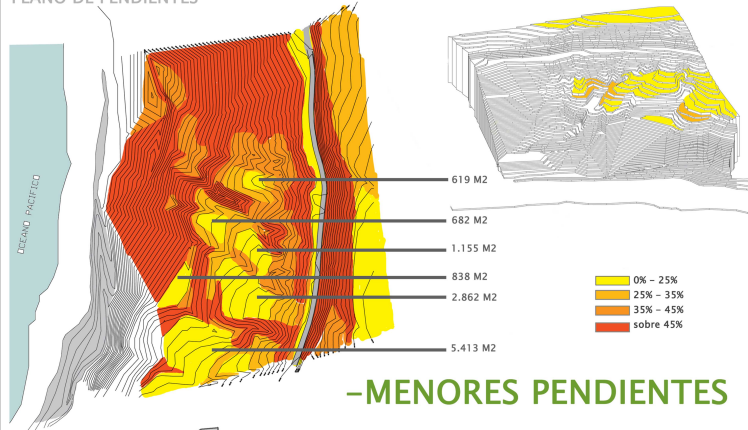 PLANO DE PENDIENTES
OCEANO PACIFICO
619 M2
682 M2
1.155 M2
838 M2
2.862 M2
5.413 M2
0% - 25%
25% - 35%
35% - 45%
sobre 45%
-MENORES PENDIENTES